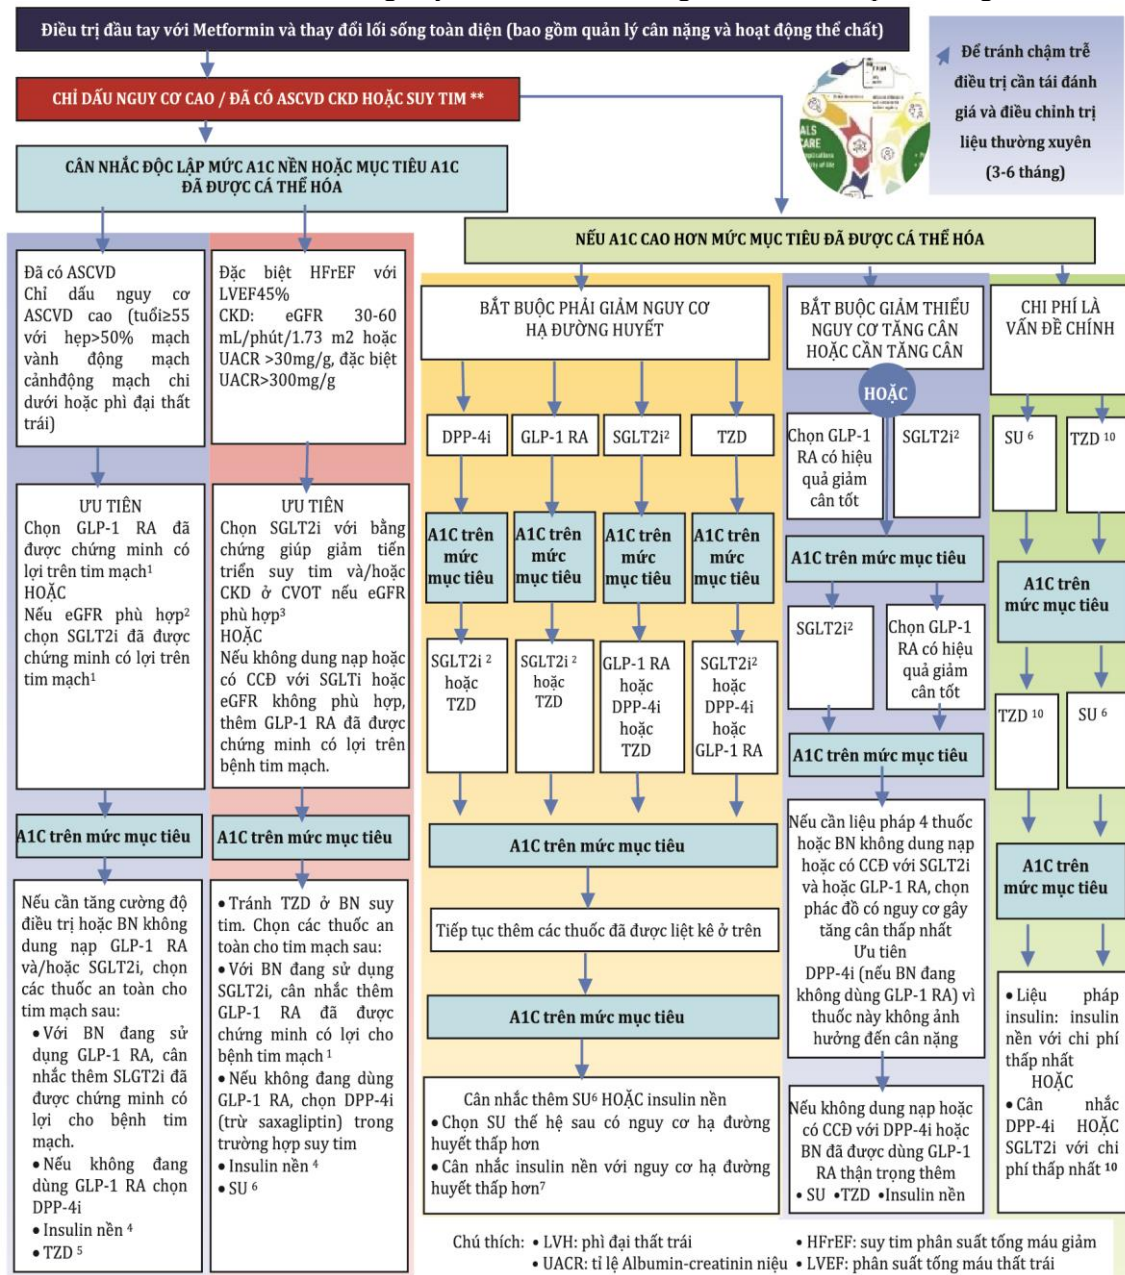 Điều trị đầu tay với Metformin và thay đổi lối sống toàn diện (bao gồm quản lý cân nặng và hoạt động thể chất)
Để tránh chậm trễ
điều trị cần tái đánh
giá và điều chỉnh trị
liệu thường xuyên
(3-6 tháng)
CHỈ DẤU NGUY CƠ CAO / ĐÃ CÓ ASCVD CKD HOẶC SUY TIM **
ALS
CARE
CÂN NHẮC ĐỘC LẬP MỨC A1C NỀN HOẶC MỤC TIÊU A1C
ĐÃ ĐƯỢC CÁ THỂ HÓA
NẾU A1C CAO HƠN MỨC MỤC TIÊU ĐÃ ĐƯỢC CÁ THỂ HÓA
Đã có ASCVD
Chỉ dấu nguy cơ
ASCVD cao (tuổi≥55
với hẹp>50% mạch
vành động mạch
cảnhđộng mạch chi
dưới hoặc phì đại thất
trái)
ƯU TIÊN
Chọn GLP-1 RA đã
được chứng minh có
lợi trên tim mạch¹
HOẶC
Nếu eGFR phù hợp²
chọn SGLT2i đã được
chứng minh có lợi trên
tim mạch¹
A1C trên mức mục tiêu
Nếu cần tăng cường độ
điều trị hoặc BN không
dung nạp GLP-1 RA
và/hoặc SGLT2i, chọn
các thuốc an toàn cho
tim mạch sau:
• Với BN đang sử
dụng GLP-1 RA, cân
nhắc thêm SLGT2i đã
được chứng minh có
lợi cho bệnh tim
mạch.
• Nếu không đang
dùng GLP-1 RA chọn
DPP-4i
• Insulin nền ⁴
• TZD ⁵
Đặc biệt HFrEF với
LVEF45%
CKD: eGFR 30-60
mL/phút/1.73 m2 hoặc
UACR >30mg/g, đặc biệt
UACR>300mg/g
ƯU TIÊN
Chọn SGLT2i với bằng
chứng giúp giảm tiến
triển suy tim và/hoặc
CKD ở CVOT nếu eGFR
phù hợp³
HOẶC
Nếu không dung nạp hoặc
có CCĐ với SGLTi hoặc
eGFR không phù hợp,
thêm GLP-1 RA đã được
chứng minh có lợi trên
bệnh tim mạch.
A1C trên mức mục tiêu
• Tránh TZD ở BN suy
tim. Chọn các thuốc an
toàn cho tim mạch sau:
• Với BN đang sử dụng
SGLT2i, cân nhắc thêm
GLP-1 RA đã được
chứng minh có lợi cho
bệnh tim mạch ¹
• Nếu không đang dùng
GLP-1 RA, chọn DPP-4i
(trừ saxagliptin) trong
trường hợp suy tim
• Insulin nền ⁴
• SU ⁶
BẮT BUỘC PHẢI GIẢM NGUY CƠ
HẠ ĐƯỜNG HUYẾT
DPP-4i
GLP-1 RA
SGLT2i²
TZD
A1C trên
mức
mục tiêu
A1C trên
mức
mục tiêu
A1C trên
mức
mục tiêu
A1C trên
mức
mục tiêu
SGLT2i ²
hoặc
TZD
SGLT2i ²
hoặc
TZD
GLP-1 RA
hoặc
DPP-4i
hoặc
TZD
SGLT2i²
hoặc
DPP-4i
hoặc
GLP-1 RA
A1C trên mức mục tiêu
Tiếp tục thêm các thuốc đã được liệt kê ở trên
A1C trên mức mục tiêu
Cân nhắc thêm SU⁶ HOẶC insulin nền
• Chọn SU thế hệ sau có nguy cơ hạ đường
huyết thấp hơn
• Cân nhắc insulin nền với nguy cơ hạ đường
huyết thấp hơn⁷
BẮT BUỘC GIẢM THIỂU
NGUY CƠ TĂNG CÂN
HOẶC CẦN TĂNG CÂN
HOẶC
Chọn GLP-1
RA có hiệu
quả giảm
cân tốt
SGLT2i²
A1C trên mức mục tiêu
SGLT2i²
Chọn GLP-1
RA có hiệu
quả giảm
cân tốt
A1C trên mức mục tiêu
Nếu cần liệu pháp 4 thuốc
hoặc BN không dung nạp
hoặc có CCĐ với SGLT2i
và hoặc GLP-1 RA, chọn
phác đồ có nguy cơ gây
tăng cân thấp nhất
Ưu tiên
DPP-4i (nếu BN đang
không dùng GLP-1 RA) vì
thuốc này không ảnh
hưởng đến cân nặng
Nếu không dung nạp hoặc
có CCĐ với DPP-4i hoặc
BN đã được dùng GLP-1
RA thận trọng thêm
• SU •TZD •Insulin nền
CHI PHÍ LÀ
VẤN ĐỀ CHÍNH
SU ⁶
TZD ¹⁰
A1C trên
mức mục tiêu
TZD ¹⁰
SU ⁶
A1C trên
mức mục tiêu
• Liệu pháp
insulin: insulin
nền với chi phí
thấp nhất
HOẶC
• Cân nhắc
DPP-4i HOẶC
SGLT2i với chi
phí thấp nhất ¹⁰
Chú thích: • LVH: phì đại thất trái
• HFrEF: suy tim phân suất tống máu giảm
• UACR: tỉ lệ Albumin-creatinin niệu
• LVEF: phân suất tống máu thất trái